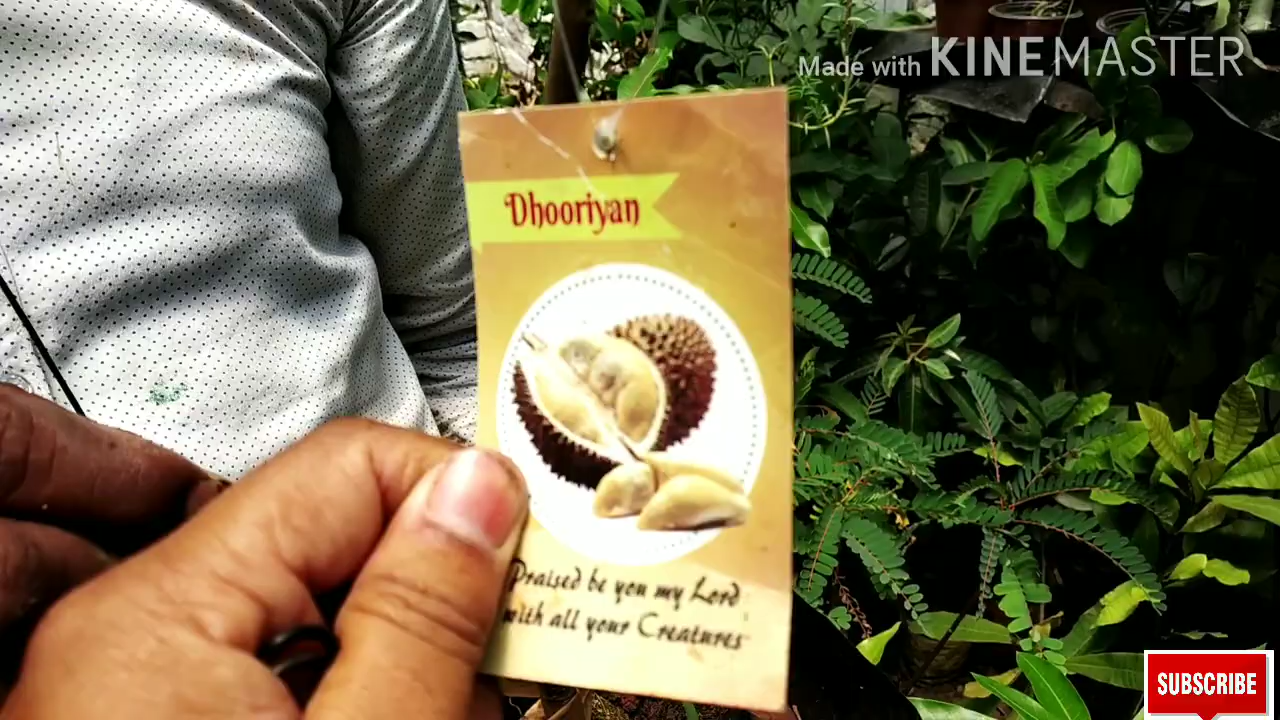 Made with KINEMASTER
Dhooriyan
Praised be you my Lord
with all your Creatures
SUBSCRIBE